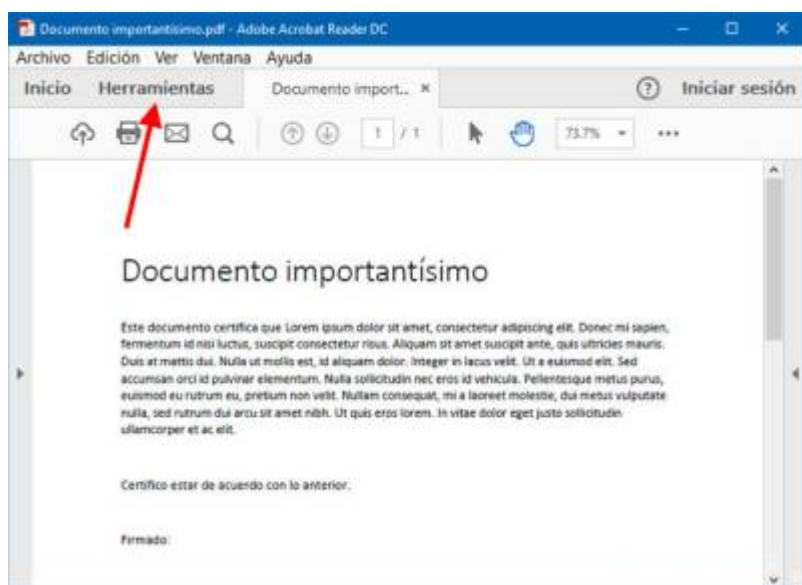 Documento importantisimo.pdf - Adobe Acrobat Reader DC
Archivo Edición Ver Ventana Ayuda
Inicio Herramientas Documento import... × ? Iniciar sesión
1 / 1 73.7%
Documento importantísimo
Este documento certifica que Lorem ipsum dolor sit amet, consectetur adipiscing elit. Donec mi sapien,
fermentum id nisi luctus, suscipit consectetur risus. Aliquam sit amet suscipit ante, quis ultricies mauris.
Duis at mattis dui. Nulla ut mollis est, id aliquam dolor. Integer in lacus velit. Ut a euismod elit. Sed
accumsan orci id pulvinar elementum. Nulla sollicitudin nec eros id vehicula. Pellentesque metus purus,
euismod eu rutrum eu, pretium non velit. Nullam consequat, mi a laoreet molestie, dui metus vulputate
nulla, sed rutrum dui arcu sit amet nibh. Ut quis eros lorem. In vitae dolor eget justo sollicitudin
ullamcorper et ac elit.
Certifico estar de acuerdo con lo anterior.
Firmado: